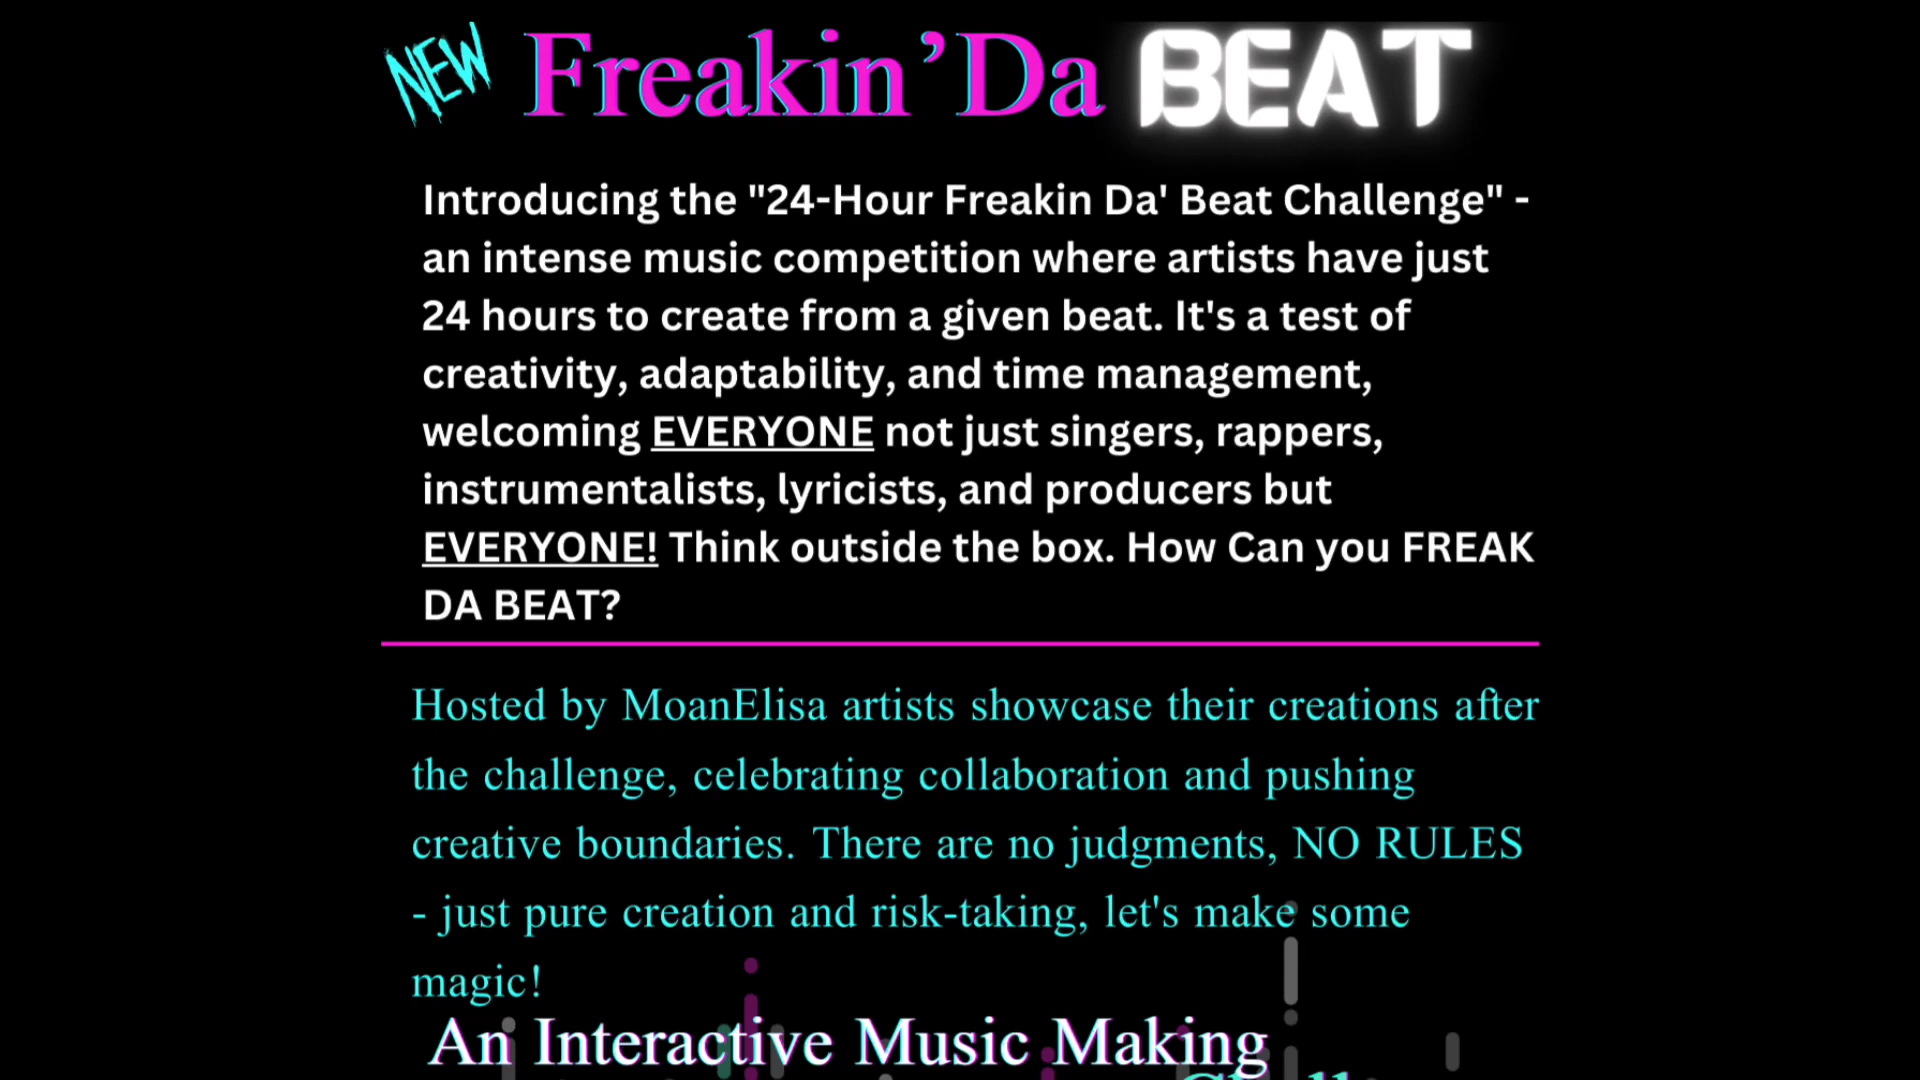 NEW Freakin’Da BEAT
Introducing the "24-Hour Freakin Da' Beat Challenge" -
an intense music competition where artists have just
24 hours to create from a given beat. It's a test of
creativity, adaptability, and time management,
welcoming EVERYONE not just singers, rappers,
instrumentalists, lyricists, and producers but
EVERYONE! Think outside the box. How Can you FREAK
DA BEAT?
Hosted by MoanElisa artists showcase their creations after
the challenge, celebrating collaboration and pushing
creative boundaries. There are no judgments, NO RULES
- just pure creation and risk-taking, let's make some
magic!
An Interactive Music Making